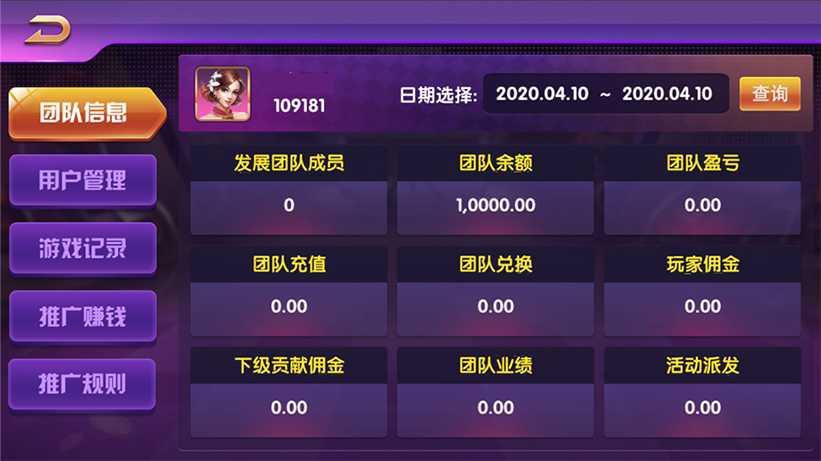 团队信息
用户管理
游戏记录
推广赚钱
推广规则
109181
日期选择: 2020.04.10 ~ 2020.04.10 查询
发展团队成员 团队余额 团队盈亏
0 1,0000.00 0.00
团队充值 团队兑换 玩家佣金
0.00 0.00 0.00
下级贡献佣金 团队业绩 活动派发
0.00 0.00 0.00